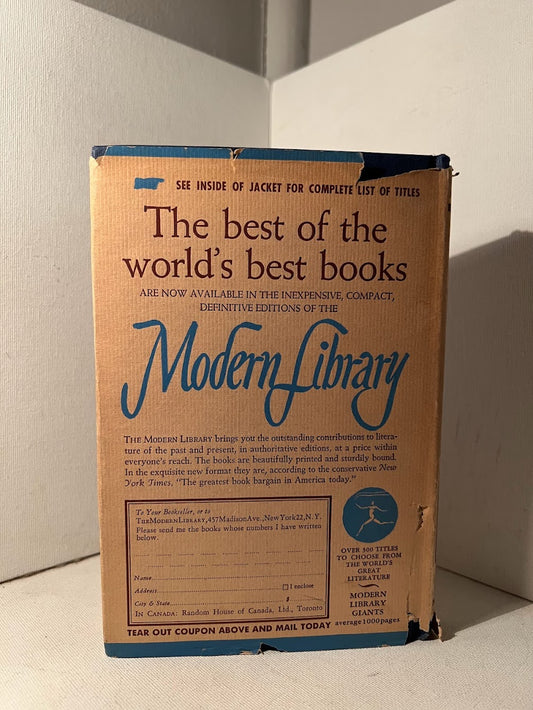 SEE INSIDE OF JACKET FOR COMPLETE LIST OF TITLES
The best of the
world's best books
ARE NOW AVAILABLE IN THE INEXPENSIVE, COMPACT,
DEFINITIVE EDITIONS OF THE
Modern Library
THE MODERN LIBRARY brings you the outstanding contributions to litera-
ture of the past and present, in authoritative editions, at a price within
everyone's reach. The books are beautifully printed and sturdily bound.
In the exquisite new format they are, according to the conservative New
York Times, "The greatest book bargain in America today."
To Your Bookseller, or to
THE MODERN LIBRARY, 457 Madison Ave., New York 22, N. Y.
Please send me the books whose numbers I have written
below.
Name
Address
I enclose
City & State
$
IN CANADA: Random House of Canada, Ltd., Toronto
TEAR OUT COUPON ABOVE AND MAIL TODAY
OVER 300 TITLES
TO CHOOSE FROM
THE WORLD'S
GREAT
LITERATURE
MODERN
LIBRARY
GIANTS
average 1000 pages